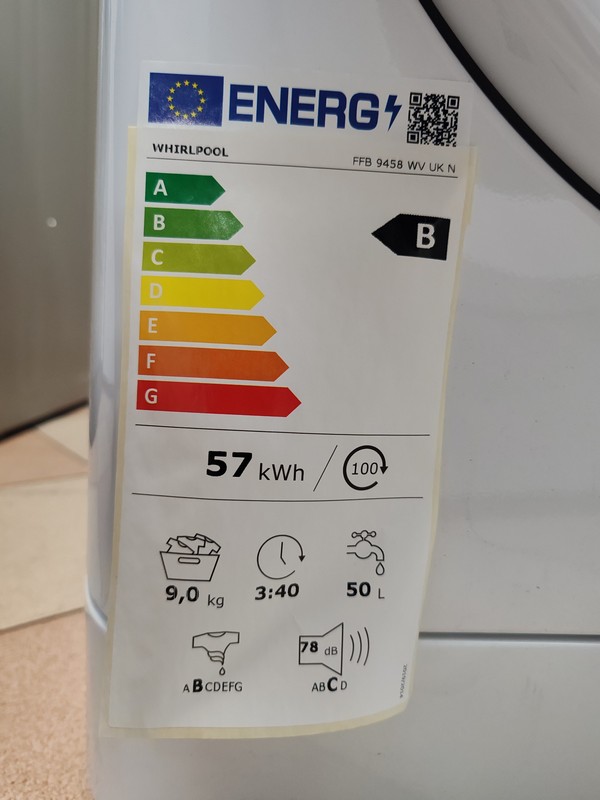 ENERG
WHIRLPOOL
FFB 9458 WV UK N
A
B
B
C
D
E
F
G
57 kWh / 100
9,0 kg
3:40
50 L
78 dB
ABCDEFG
ABCD